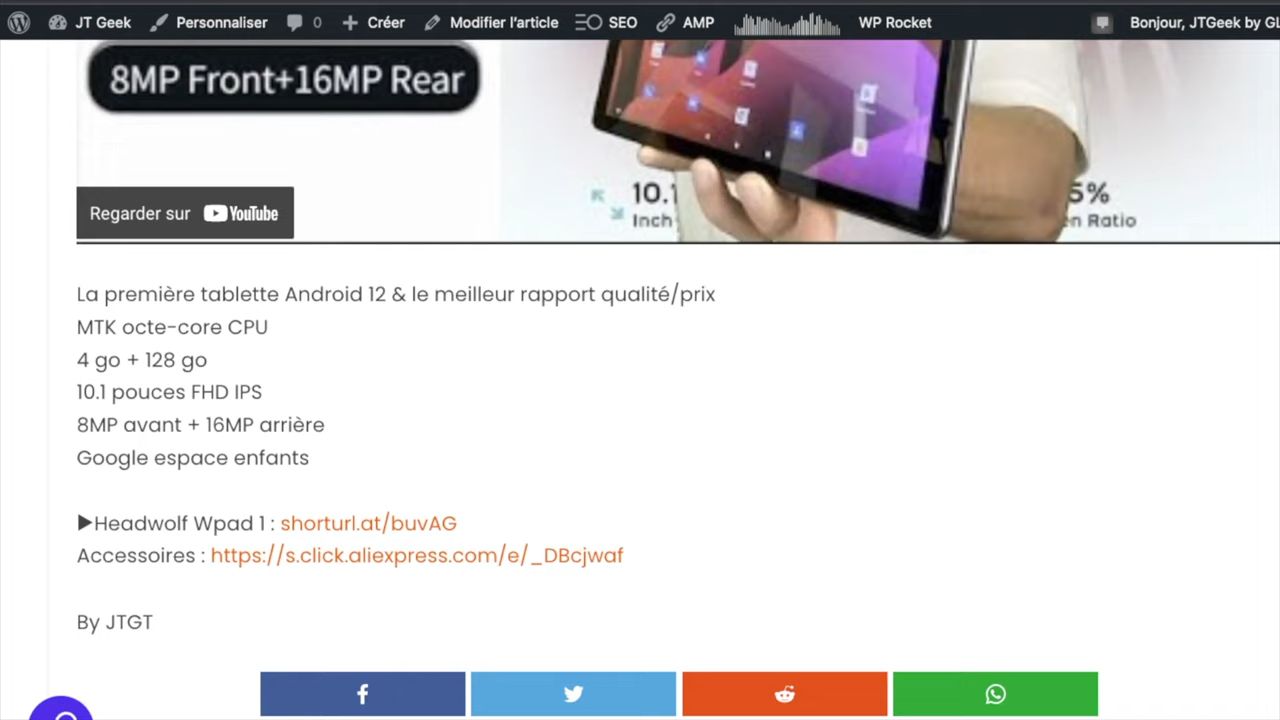 JT Geek Personnaliser 0 Créer Modifier l'article SEO AMP WP Rocket Bonjour, JTGeek by GL
8MP Front+16MP Rear
10.1
5%
Inch
en Ratio
Regarder sur YouTube
La première tablette Android 12 & le meilleur rapport qualité/prix
MTK octe-core CPU
4 go + 128 go
10.1 pouces FHD IPS
8MP avant + 16MP arrière
Google espace enfants
▶Headwolf Wpad 1 : shorturl.at/buvAG
Accessoires : https://s.click.aliexpress.com/e/_DBcjwaf
By JTGT